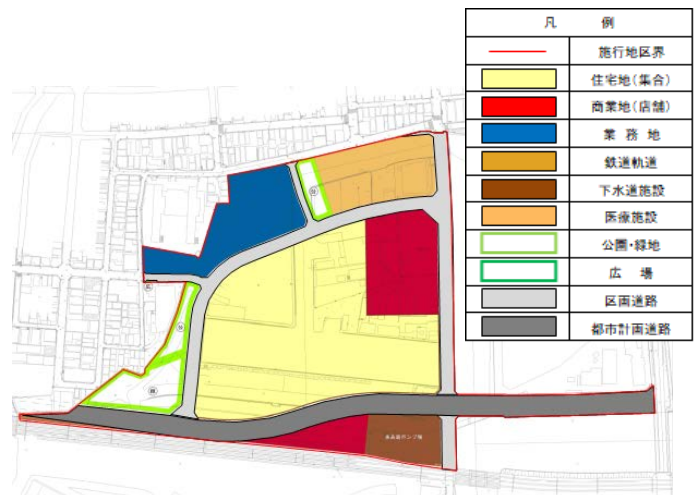 凡 例
施行地区界
住宅地(集合)
商業地(店舗)
業務地
鉄道軌道
下水道施設
医療施設
公園・緑地
広 場
区画道路
都市計画道路